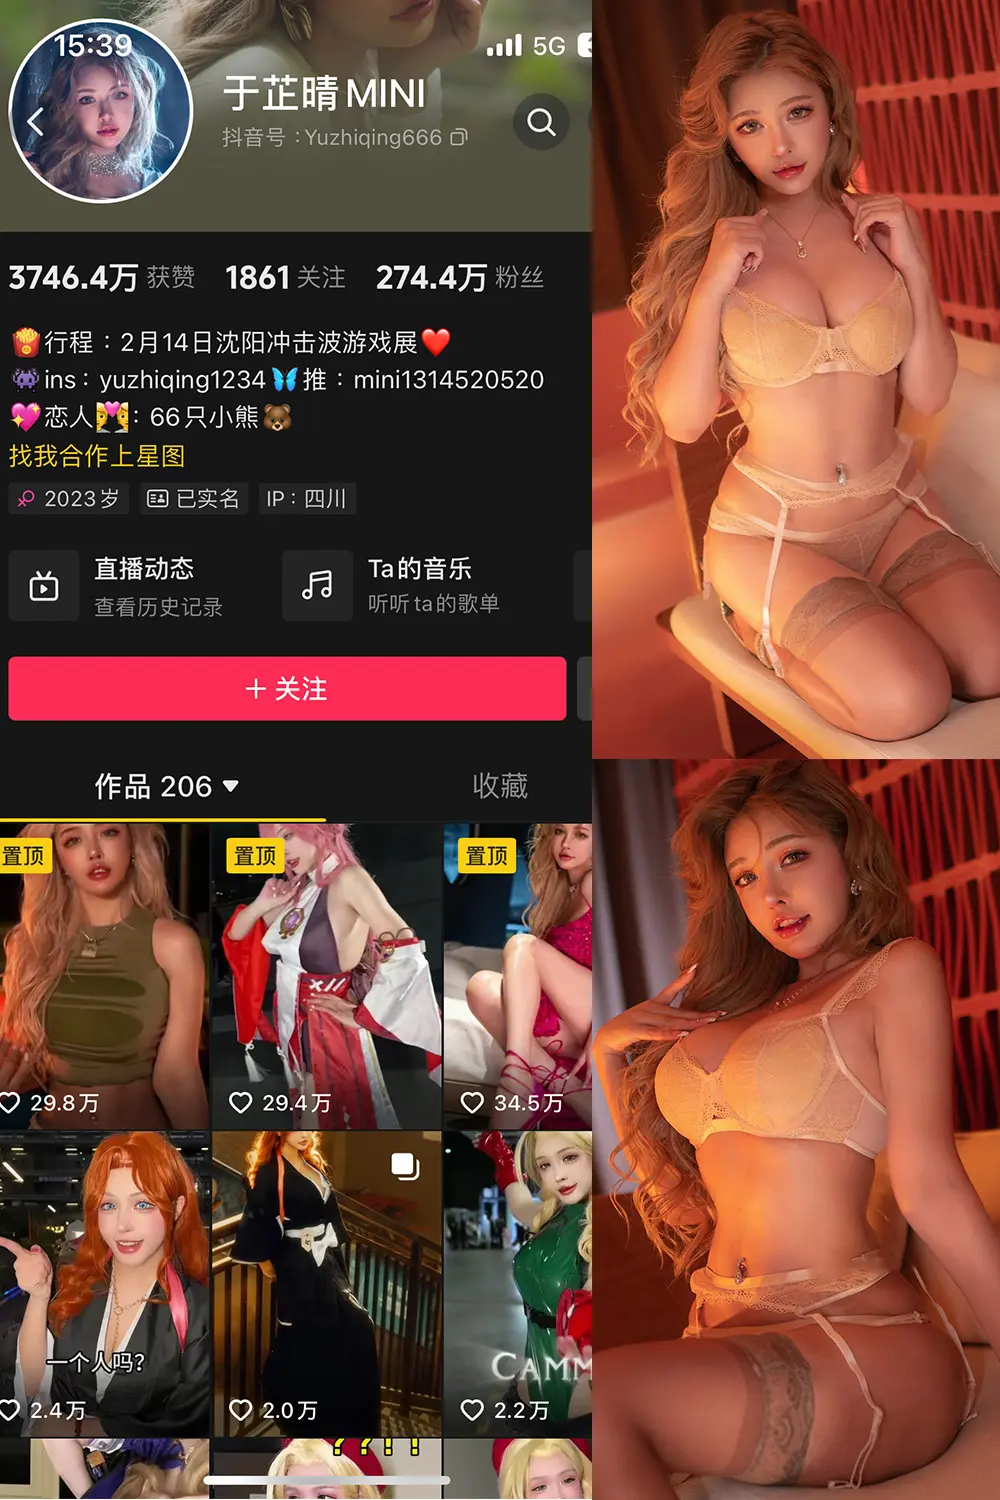 15:39
5G
于芷晴MINI
抖音号：Yuzhiqing666
3746.4万 获赞 1861 关注 274.4万 粉丝
🍟行程：2月14日沈阳冲击波游戏展❤️
👾ins：yuzhiqing1234🦋推：mini1314520520
💖恋人👩‍❤️‍👨：66只小熊🐻
找我合作上星图
2023岁 已实名 IP：四川
直播动态
查看历史记录
Ta的音乐
听听ta的歌单
+ 关注
作品 206
收藏
置顶 置顶 置顶
29.8万 29.4万 34.5万
一个人吗?
CAMM
2.4万 2.0万 2.2万
??!!